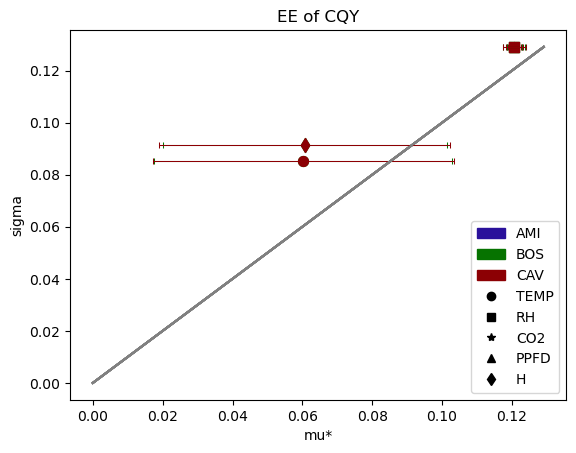 EE of CQY
sigma
0.12
0.10
0.08
0.06
0.04
0.02
0.00
AMI
BOS
CAV
TEMP
RH
CO2
PPFD
H
0.00 0.02 0.04 0.06 0.08 0.10 0.12
mu*